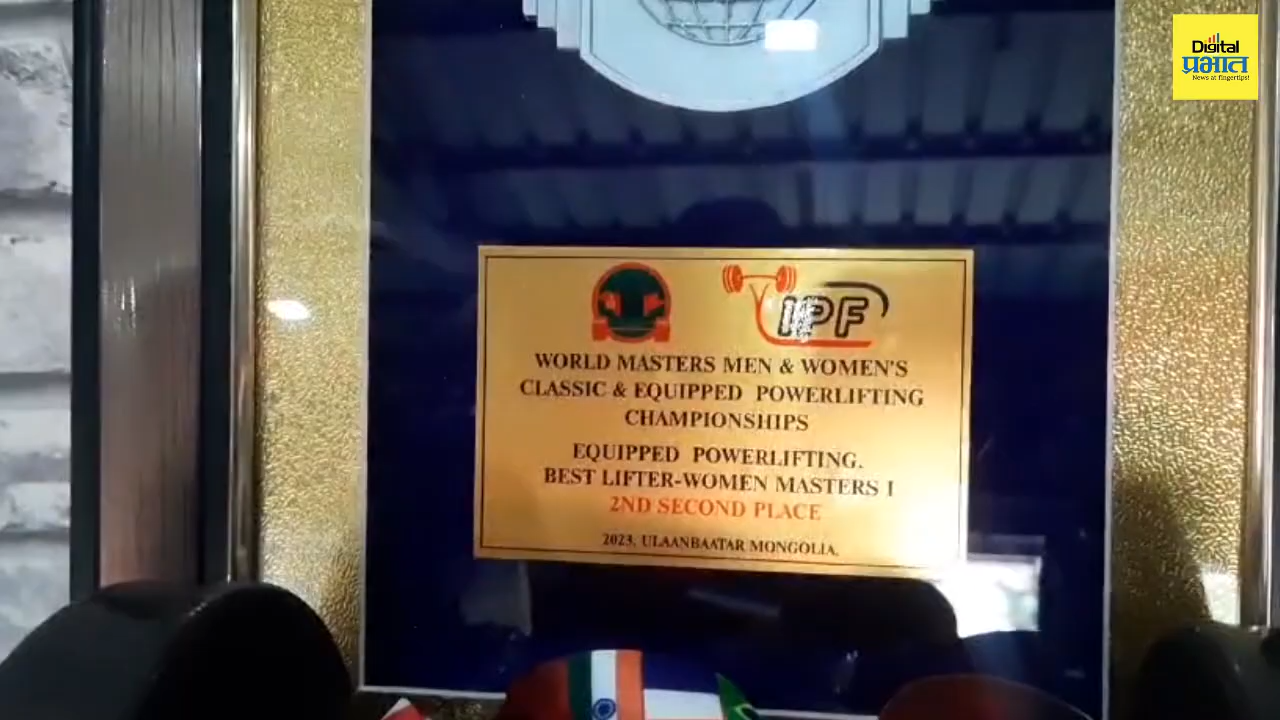 Digital
प्रभात
News at fingertips!
IPF
WORLD MASTERS MEN & WOMEN'S
CLASSIC & EQUIPPED POWERLIFTING
CHAMPIONSHIPS
EQUIPPED POWERLIFTING.
BEST LIFTER-WOMEN MASTERS I
2ND SECOND PLACE
2023. ULAANBAATAR MONGOLIA.